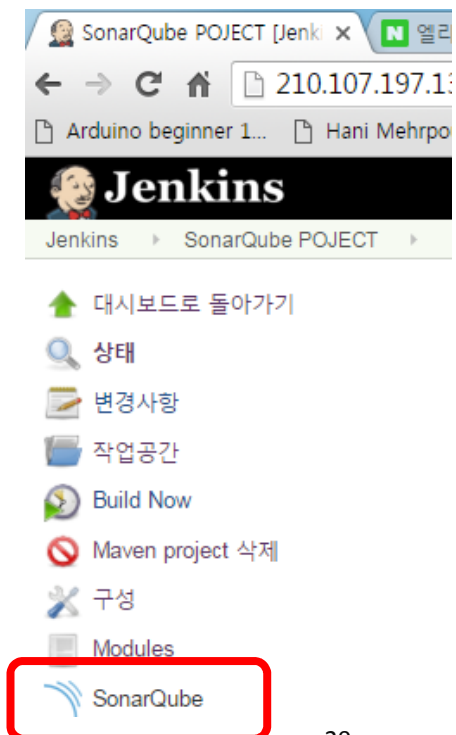 SonarQube POJECT [Jenk
엘리
210.107.197.13
Arduino beginner 1... Hani Mehrpo
Jenkins
Jenkins SonarQube POJECT
대시보드로 돌아가기
상태
변경사항
작업공간
Build Now
Maven project 삭제
구성
Modules
SonarQube